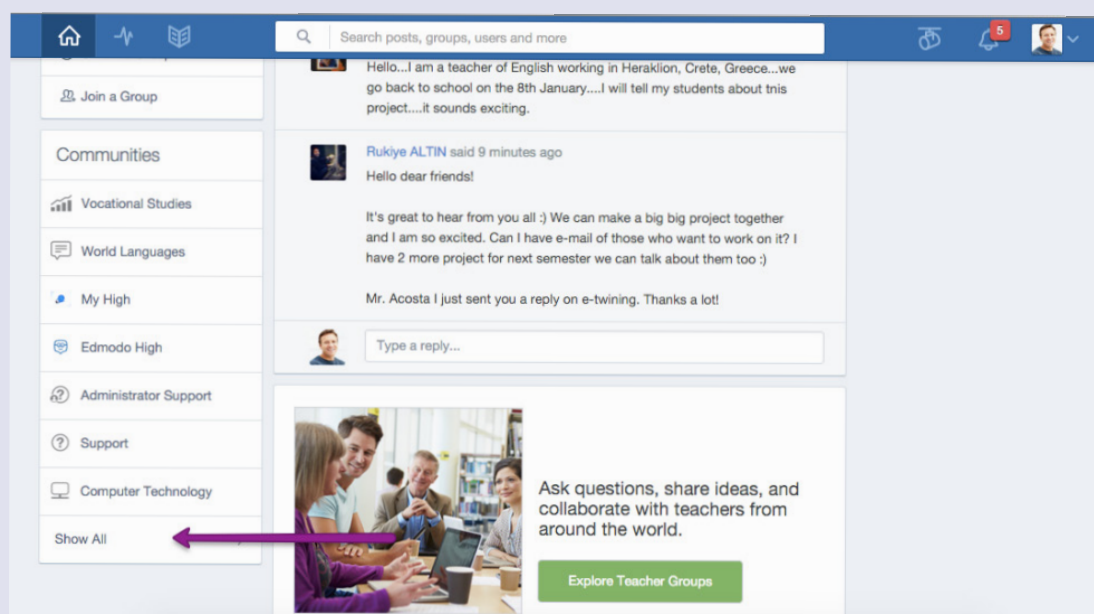 Search posts, groups, users and more
5
Join a Group
Communities
Vocational Studies
World Languages
My High
Edmodo High
Administrator Support
Support
Computer Technology
Show All
Hello...I am a teacher of English working in Heraklion, Crete, Greece...we
go back to school on the 8th January....I will tell my students about tnis
project....it sounds exciting.
Rukiye ALTIN said 9 minutes ago
Hello dear friends!
It's great to hear from you all :) We can make a big big project together
and I am so excited. Can I have e-mail of those who want to work on it? I
have 2 more project for next semester we can talk about them too :)
Mr. Acosta I just sent you a reply on e-twining. Thanks a lot!
Type a reply...
Ask questions, share ideas, and
collaborate with teachers from
around the world.
Explore Teacher Groups